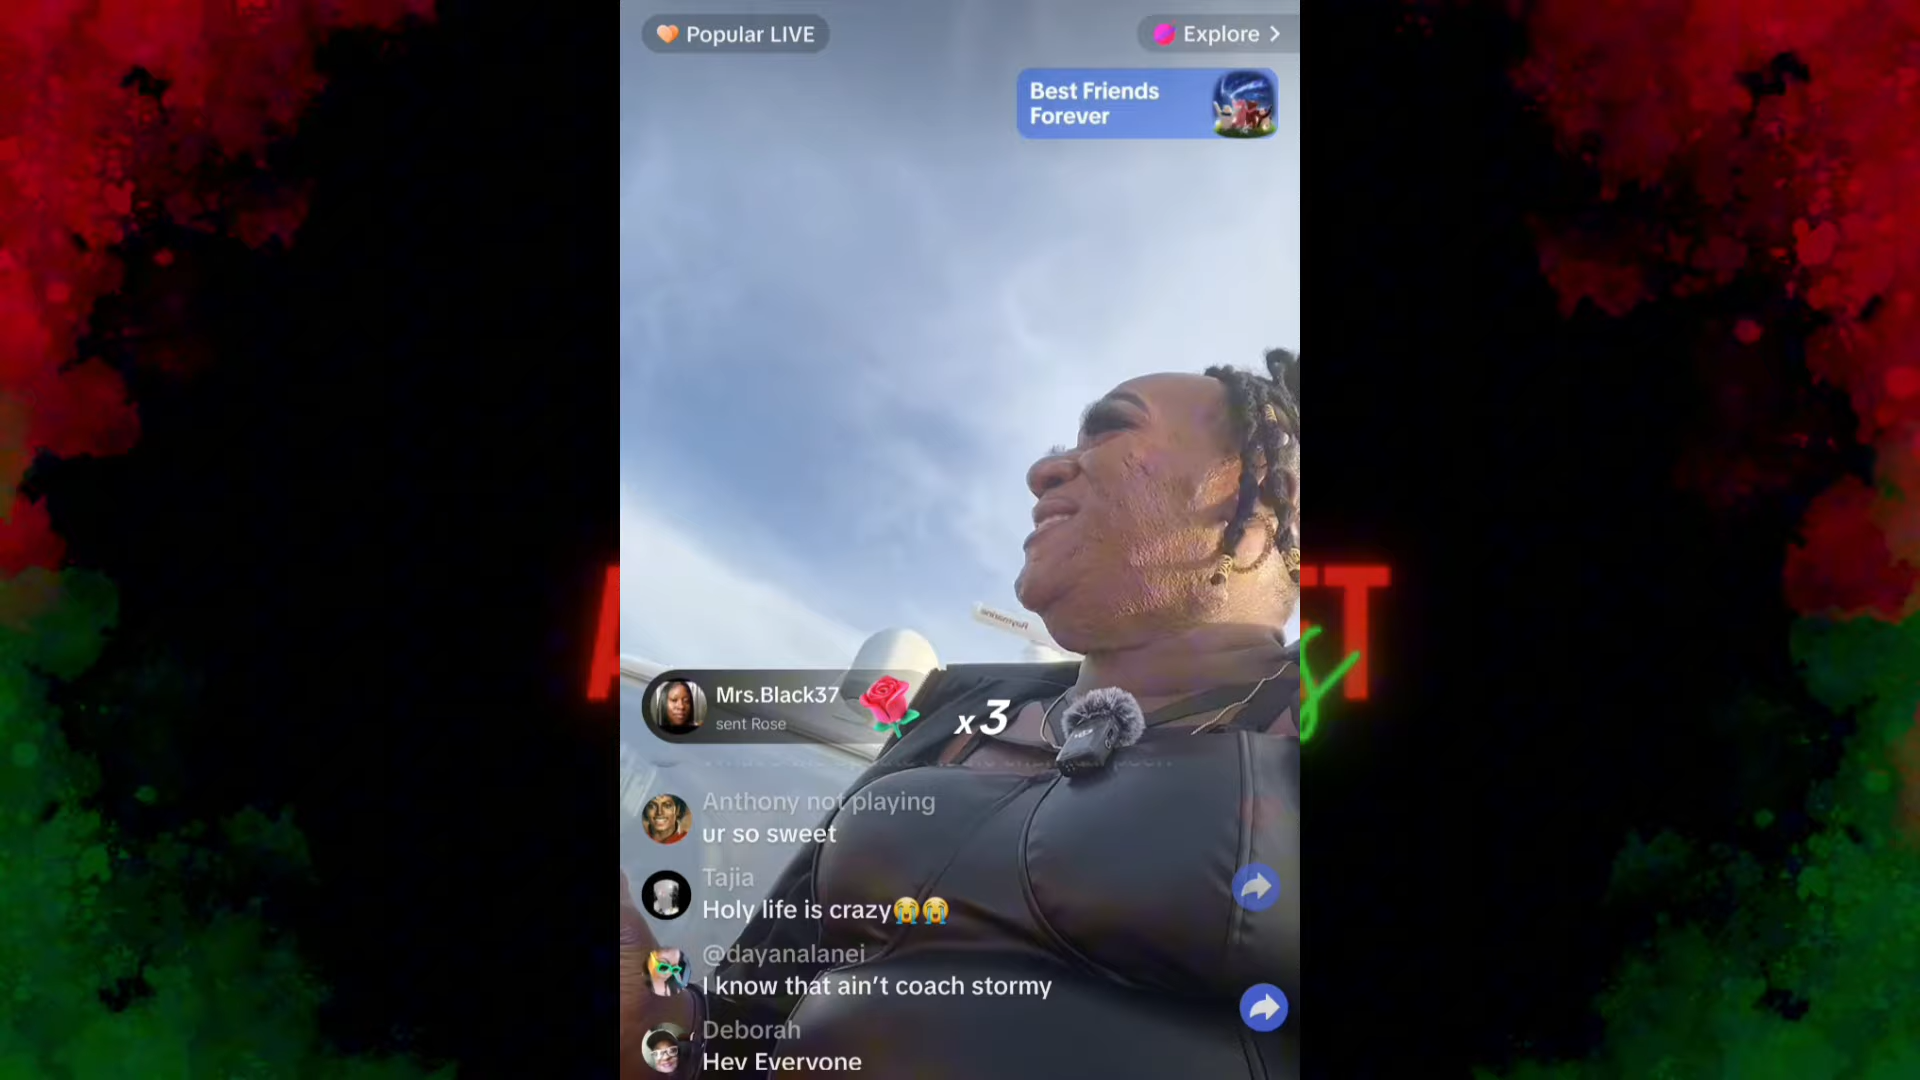 Popular LIVE
Explore >
Best Friends
Forever
Raymarine
Mrs.Black37
sent Rose
x3
Anthony not playing
ur so sweet
Tajia
Holy life is crazy😭😭
@dayanalanei
I know that ain’t coach stormy
Deborah
Hey Everyone